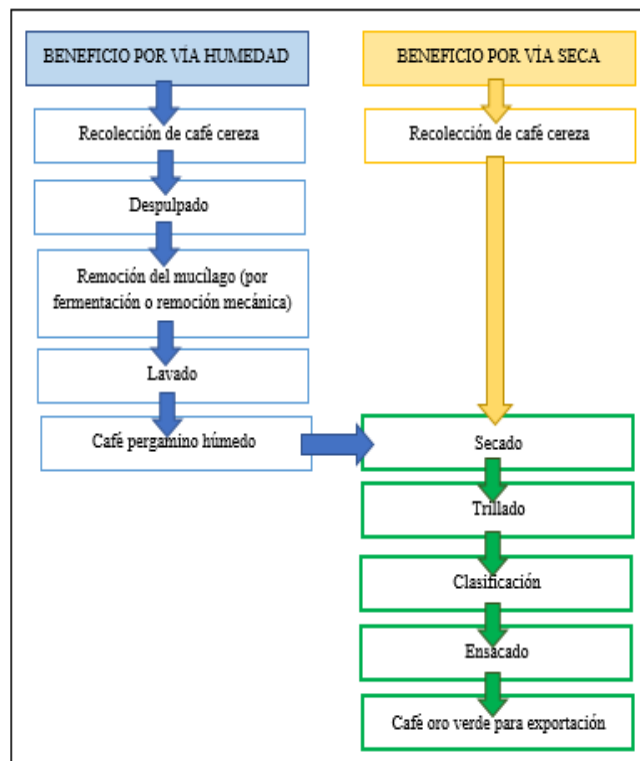 BENEFICIO POR VÍA HUMEDAD
Recolección de café cereza
Despulpado
Remoción del mucílago (por
fermentación o remoción mecánica)
Lavado
Café pergamino húmedo
BENEFICIO POR VÍA SECA
Recolección de café cereza
Secado
Trillado
Clasificación
Ensacado
Café oro verde para exportación